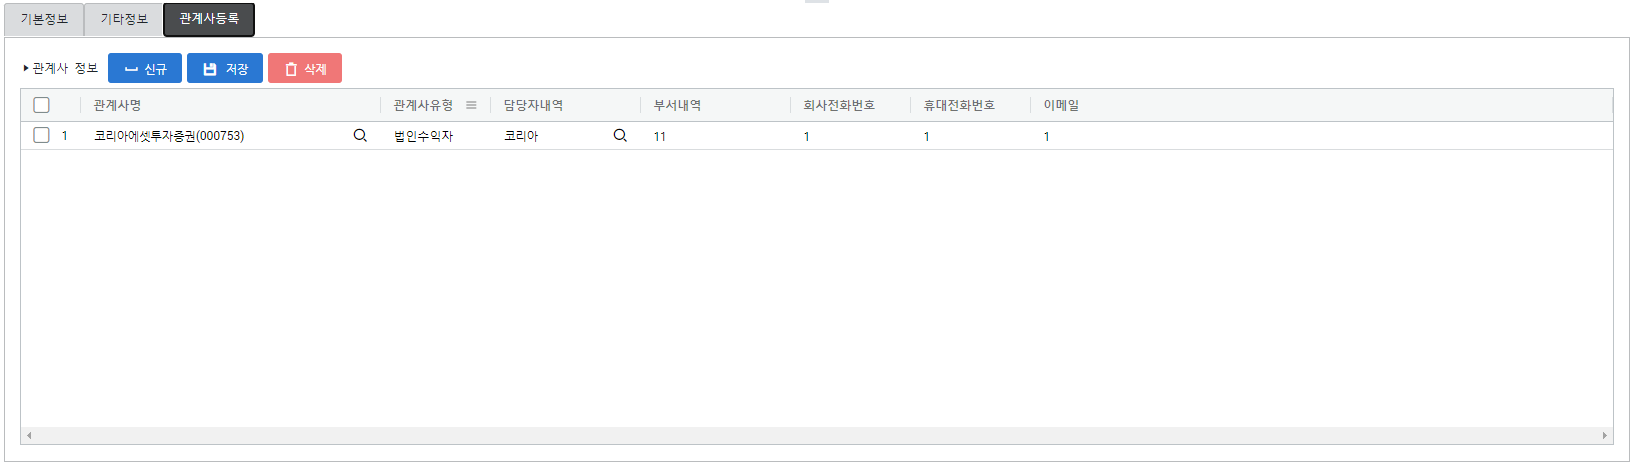 기본정보 기타정보 관계사등록
관계사 정보 신규 저장 삭제
관계사명 관계사유형 담당자내역 부서내역 회사전화번호 휴대전화번호 이메일
1 코리아에셋투자증권(000753) 법인수익자 코리아 11 1 1 1